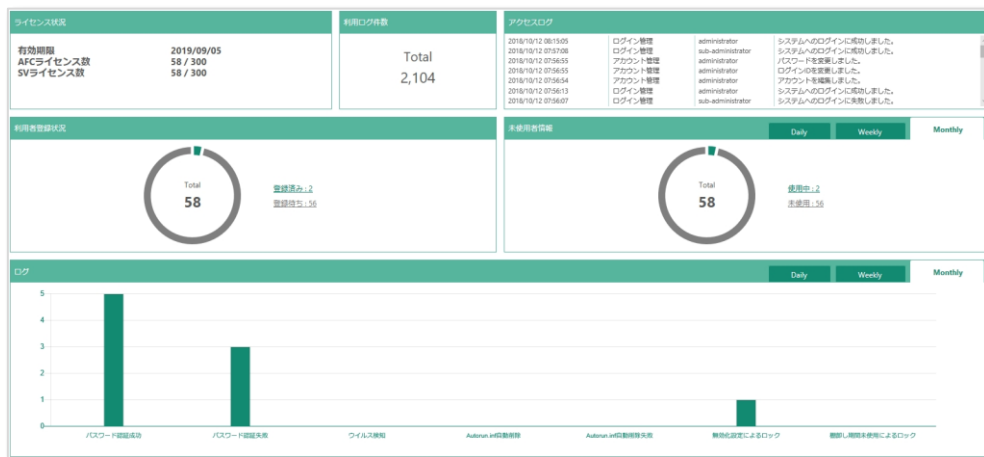 ライセンス状況
有効期限 2019/09/05
AFCライセンス数 58 / 300
SVライセンス数 58 / 300
利用ログ件数
Total
2,104
アクセスログ
2018/10/12 08:15:05 ログイン管理 administrator システムへのログインに成功しました。
2018/10/12 07:57:08 ログイン管理 sub-administrator システムへのログインに成功しました。
2018/10/12 07:56:55 アカウント管理 administrator パスワードを変更しました。
2018/10/12 07:56:55 アカウント管理 administrator ログインIDを変更しました。
2018/10/12 07:56:54 アカウント管理 administrator アカウントを編集しました。
2018/10/12 07:56:13 ログイン管理 administrator システムへのログインに成功しました。
2018/10/12 07:56:07 ログイン管理 sub-administrator システムへのログインに失敗しました。
利用者登録状況
Total
58
登録済み : 2
登録待ち : 56
未使用者情報 Daily Weekly Monthly
Total
58
使用中 : 2
未使用 : 56
ログ Daily Weekly Monthly
5
4
3
2
1
0
パスワード認証成功 パスワード認証失敗 ウイルス検知 Autorun.inf自動削除 Autorun.inf自動削除失敗 無効化設定によるロック 棚卸し期間未使用によるロック